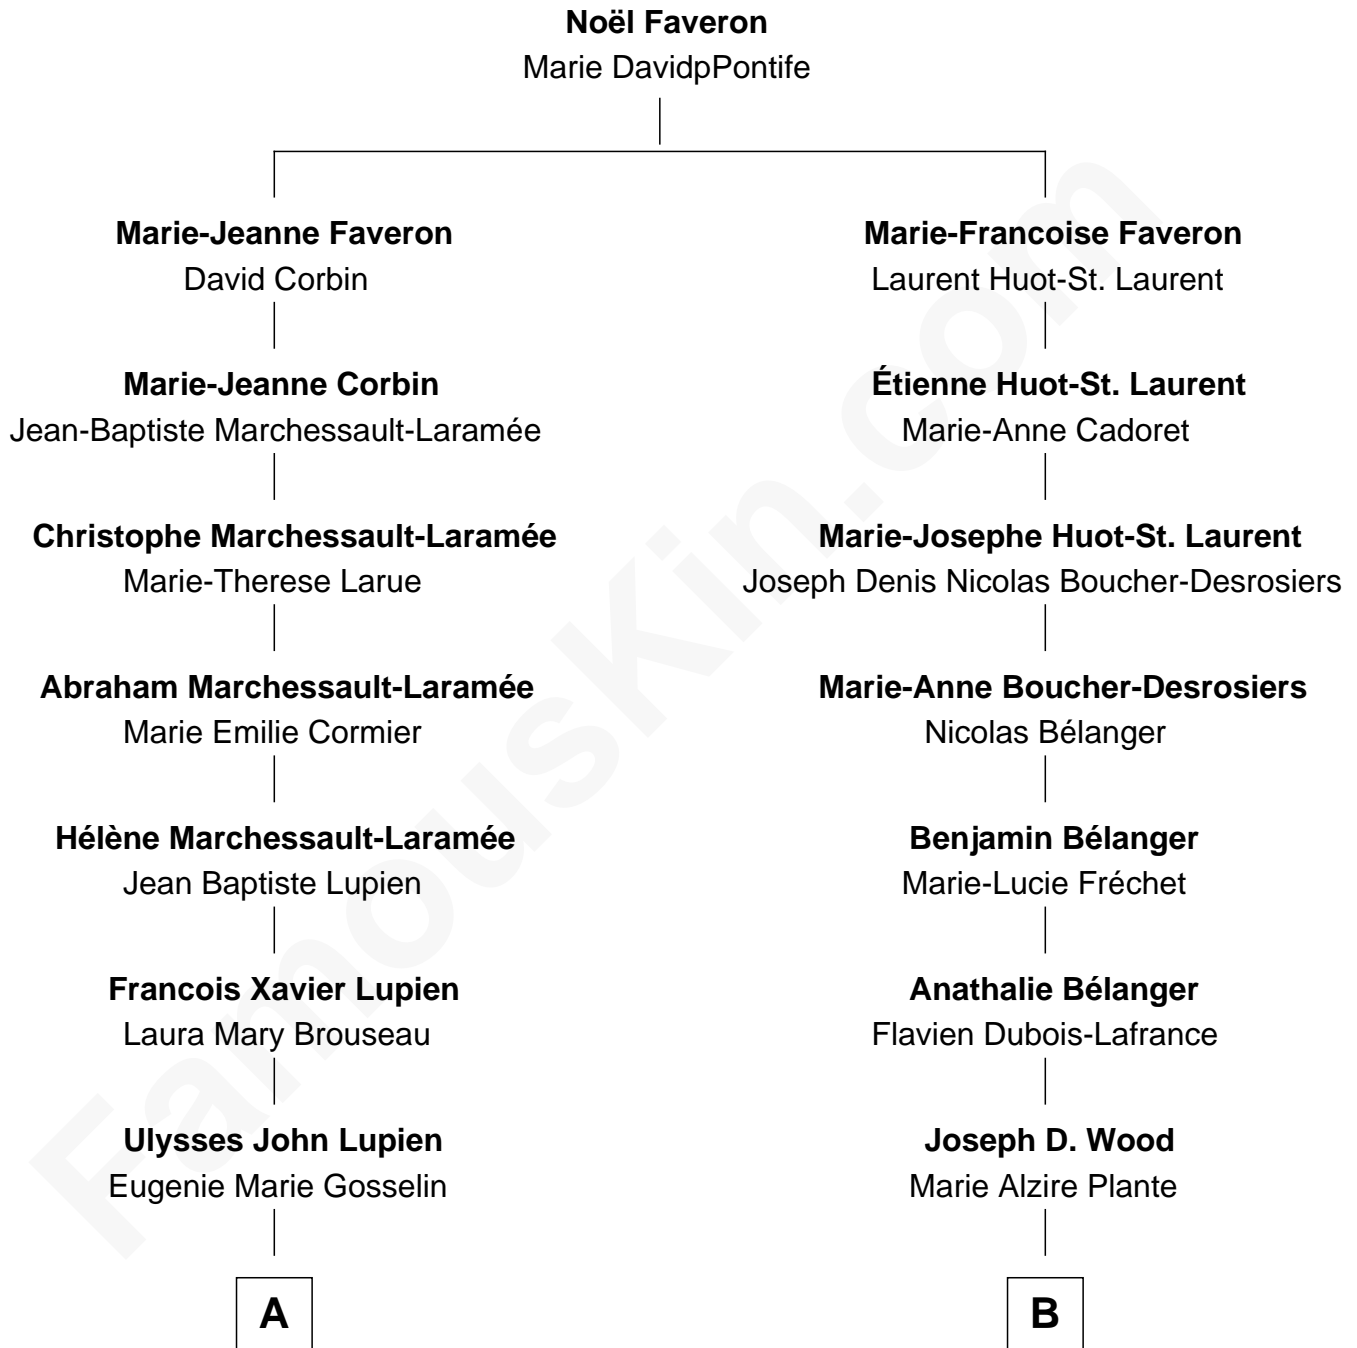 Noël Faveron
Marie DavidpPontife
Marie-Jeanne Faveron
David Corbin
Marie-Jeanne Corbin
Jean-Baptiste Marchessault-Laramée
Christophe Marchessault-Laramée
Marie-Therese Larue
Abraham Marchessault-Laramée
Marie Emilie Cormier
Hélène Marchessault-Laramée
Jean Baptiste Lupien
Francois Xavier Lupien
Laura Mary Brouseau
Ulysses John Lupien
Eugenie Marie Gosselin
A
Marie-Francoise Faveron
Laurent Huot-St. Laurent
Étienne Huot-St. Laurent
Marie-Anne Cadoret
Marie-Josephe Huot-St. Laurent
Joseph Denis Nicolas Boucher-Desrosiers
Marie-Anne Boucher-Desrosiers
Nicolas Bélanger
Benjamin Bélanger
Marie-Lucie Fréchet
Anathalie Bélanger
Flavien Dubois-Lafrance
Joseph D. Wood
Marie Alzire Plante
B
FamousKin.com